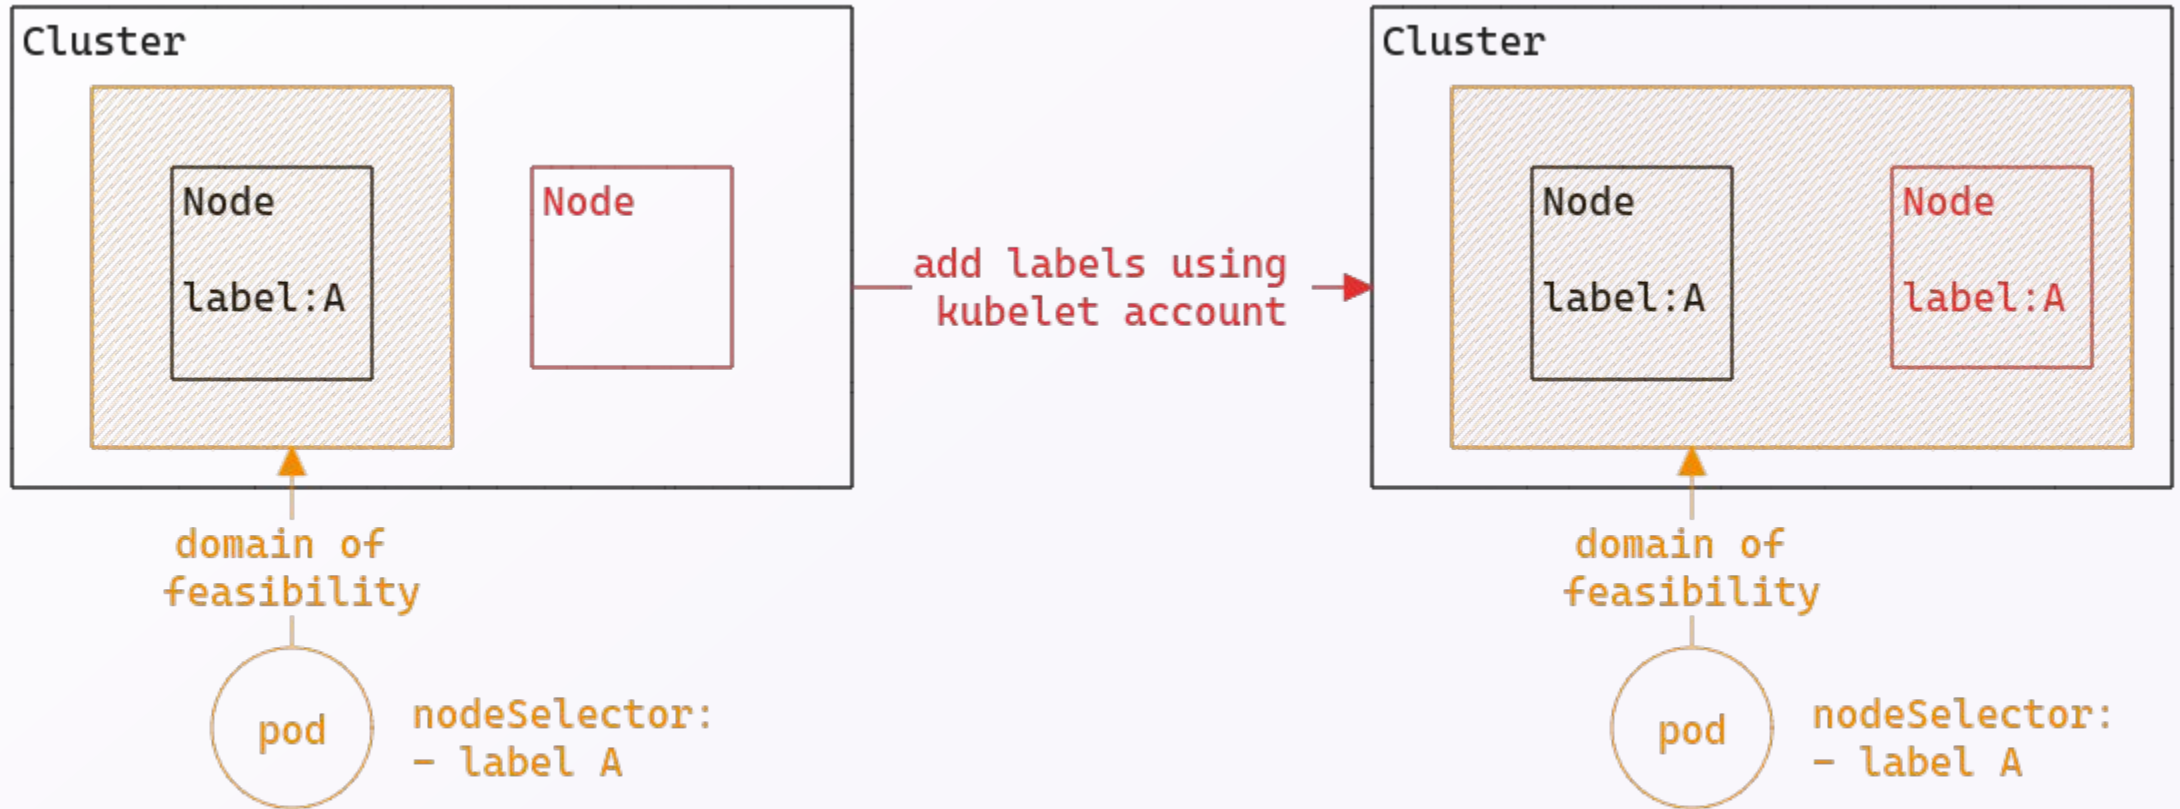 Cluster
Node
label:A
Node
domain of
feasibility
pod
nodeSelector:
- label A
add labels using
kubelet account
Cluster
Node
label:A
Node
label:A
domain of
feasibility
pod
nodeSelector:
- label A